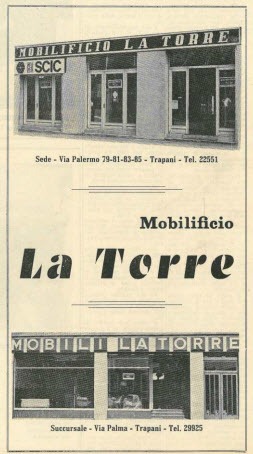 MOBILIFICIO LA TORRE
SCIC
Sede - Via Palermo 79-81-83-85 - Trapani - Tel. 22551
Mobilificio
La Torre
MOBILI LATORRE
Succursale - Via Palma - Trapani - Tel. 29925